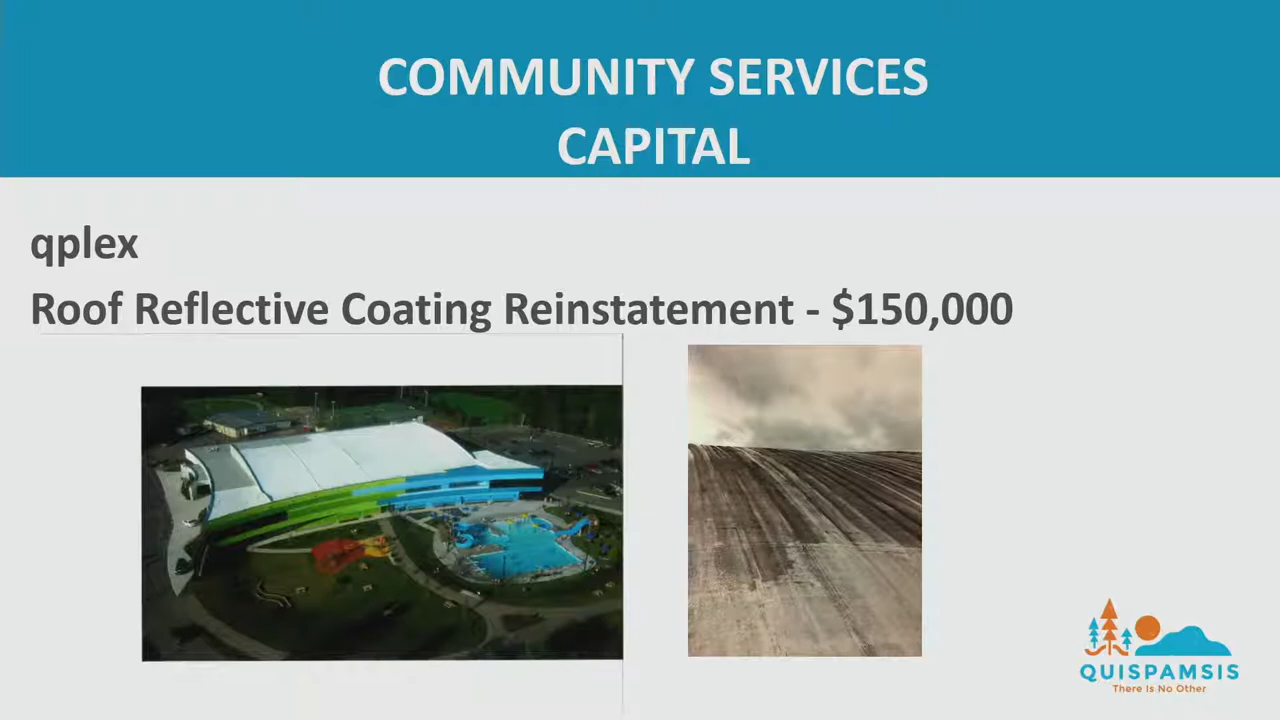 COMMUNITY SERVICES
CAPITAL
qplex
Roof Reflective Coating Reinstatement - $150,000
QUISPAMSIS
There Is No Other